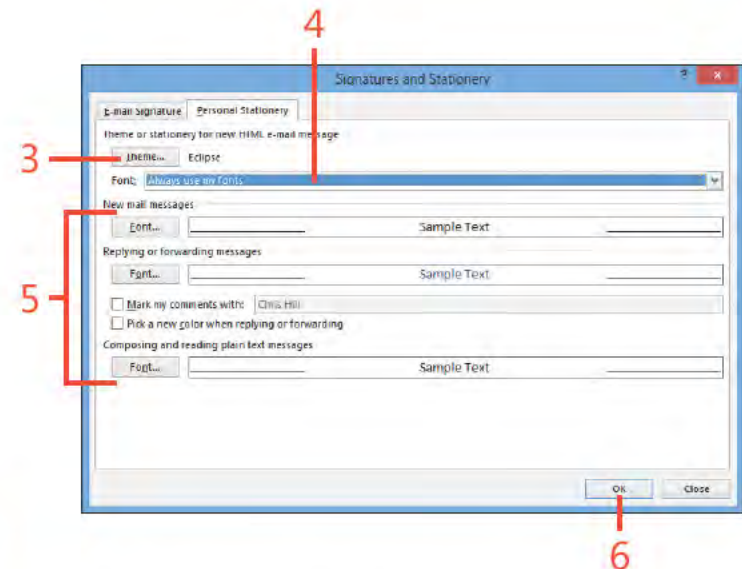 4
Signatures and Stationery ?
E-mail Signature Personal Stationery
Theme or stationery for new HTML e-mail message
3
Theme... Eclipse
Font: Always use my fonts
New mail messages
Font... Sample Text
Replying or forwarding messages
Font... Sample Text
5
Mark my comments with: Chris Hill
Pick a new color when replying or forwarding
Composing and reading plain text messages
Font... Sample Text
OK Close
6